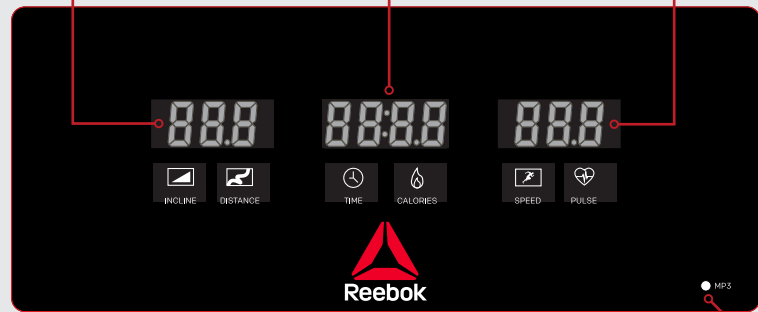 88.8 88:8.8 88.8
INCLINE DISTANCE TIME CALORIES SPEED PULSE
Reebok
MP3